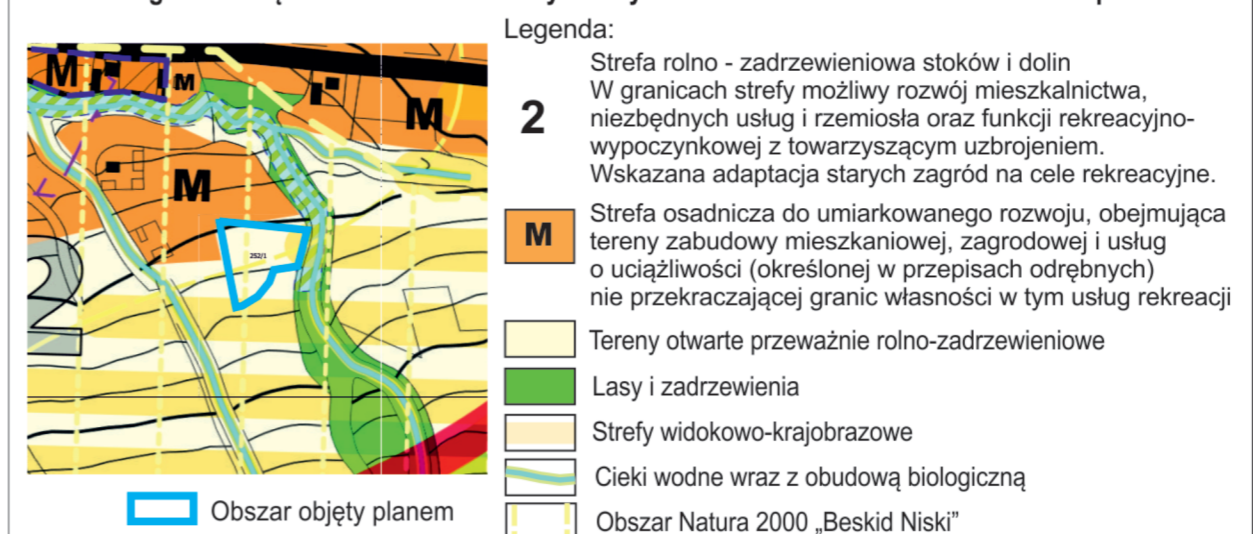 Legenda:
2
Strefa rolno - zadrzewieniowa stoków i dolin
W granicach strefy możliwy rozwój mieszkalnictwa,
niezbędnych usług i rzemiosła oraz funkcji rekreacyjno-
wypoczynkowej z towarzyszącym uzbrojeniem.
Wskazana adaptacja starych zagród na cele rekreacyjne.
M
Strefa osadnicza do umiarkowanego rozwoju, obejmująca
tereny zabudowy mieszkaniowej, zagrodowej i usług
o uciążliwości (określonej w przepisach odrębnych)
nie przekraczającej granic własności w tym usług rekreacji
Tereny otwarte przeważnie rolno-zadrzewieniowe
Lasy i zadrzewienia
Strefy widokowo-krajobrazowe
Cieki wodne wraz z obudową biologiczną
Obszar Natura 2000 „Beskid Niski”
M
M
M
M
252/1
2
Obszar objęty planem